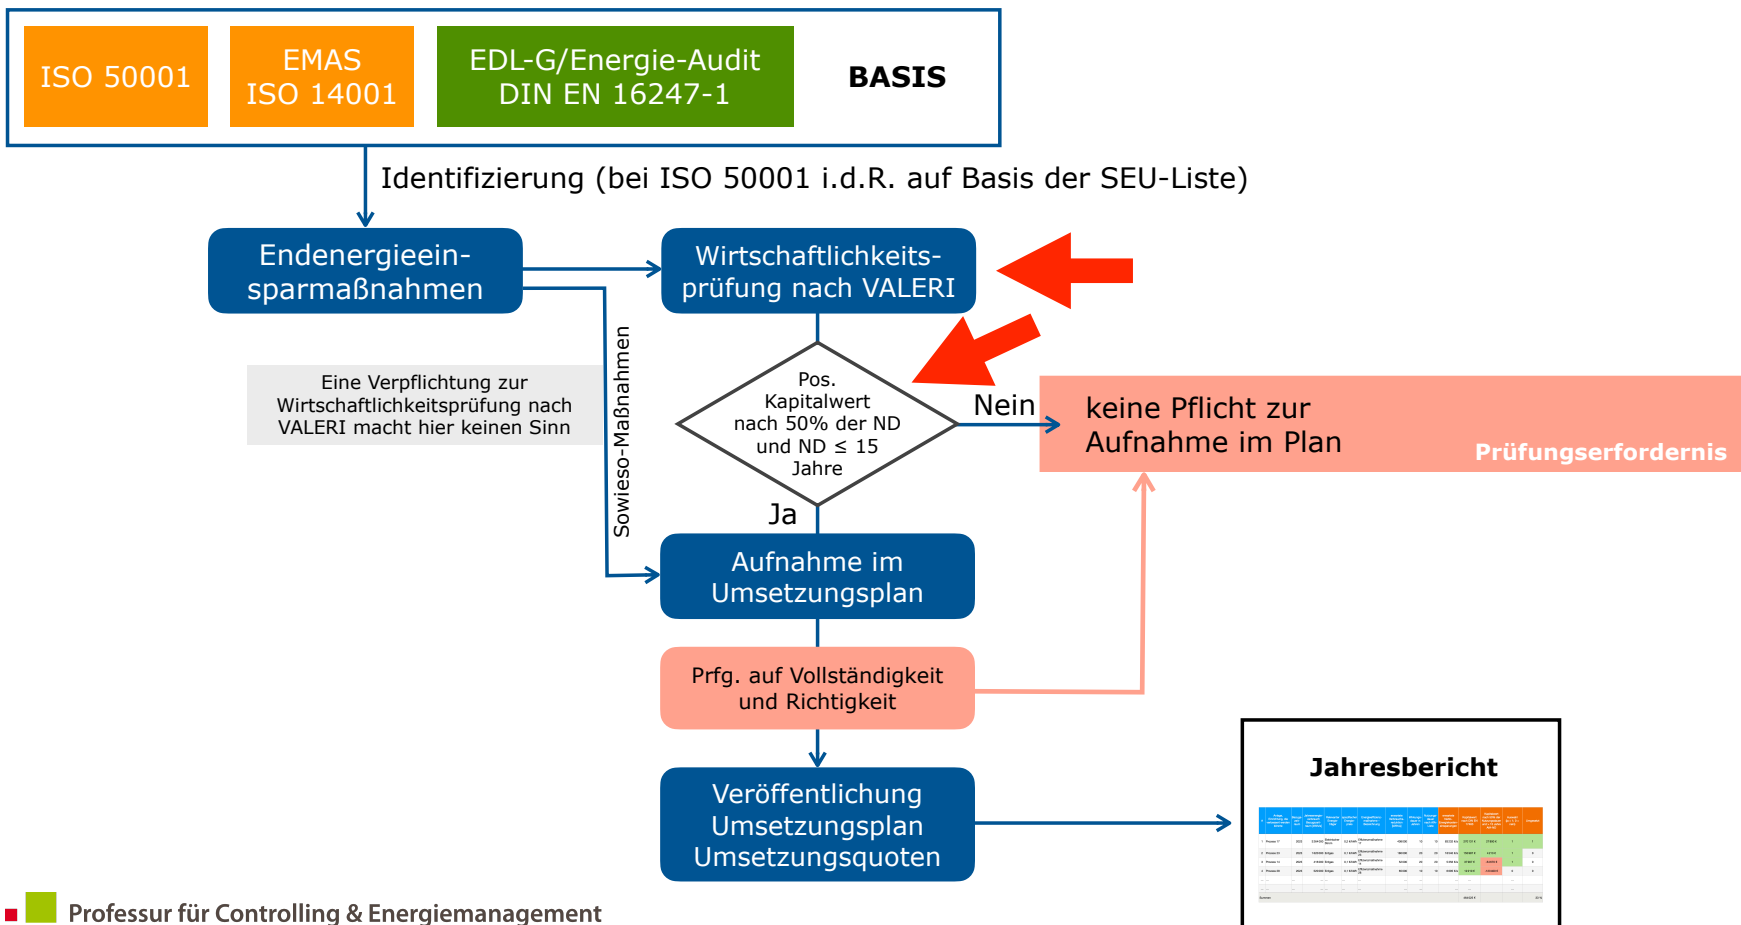 ISO 50001
EMAS
ISO 14001
EDL-G/Energie-Audit
DIN EN 16247-1
BASIS
Identifizierung (bei ISO 50001 i.d.R. auf Basis der SEU-Liste)
Endenergieein-
sparmaßnahmen
Wirtschaftlichkeits-
prüfung nach VALERI
Sowieso-Maßnahmen
Eine Verpflichtung zur
Wirtschaftlichkeitsprüfung nach
VALERI macht hier keinen Sinn
Pos.
Kapitalwert
nach 50% der ND
und ND ≤ 15
Jahre
Nein
keine Pflicht zur
Aufnahme im Plan
Prüfungserfordernis
Ja
Aufnahme im
Umsetzungsplan
Prfg. auf Vollständigkeit
und Richtigkeit
Veröffentlichung
Umsetzungsplan
Umsetzungsquoten
Jahresbericht
Professur für Controlling & Energiemanagement